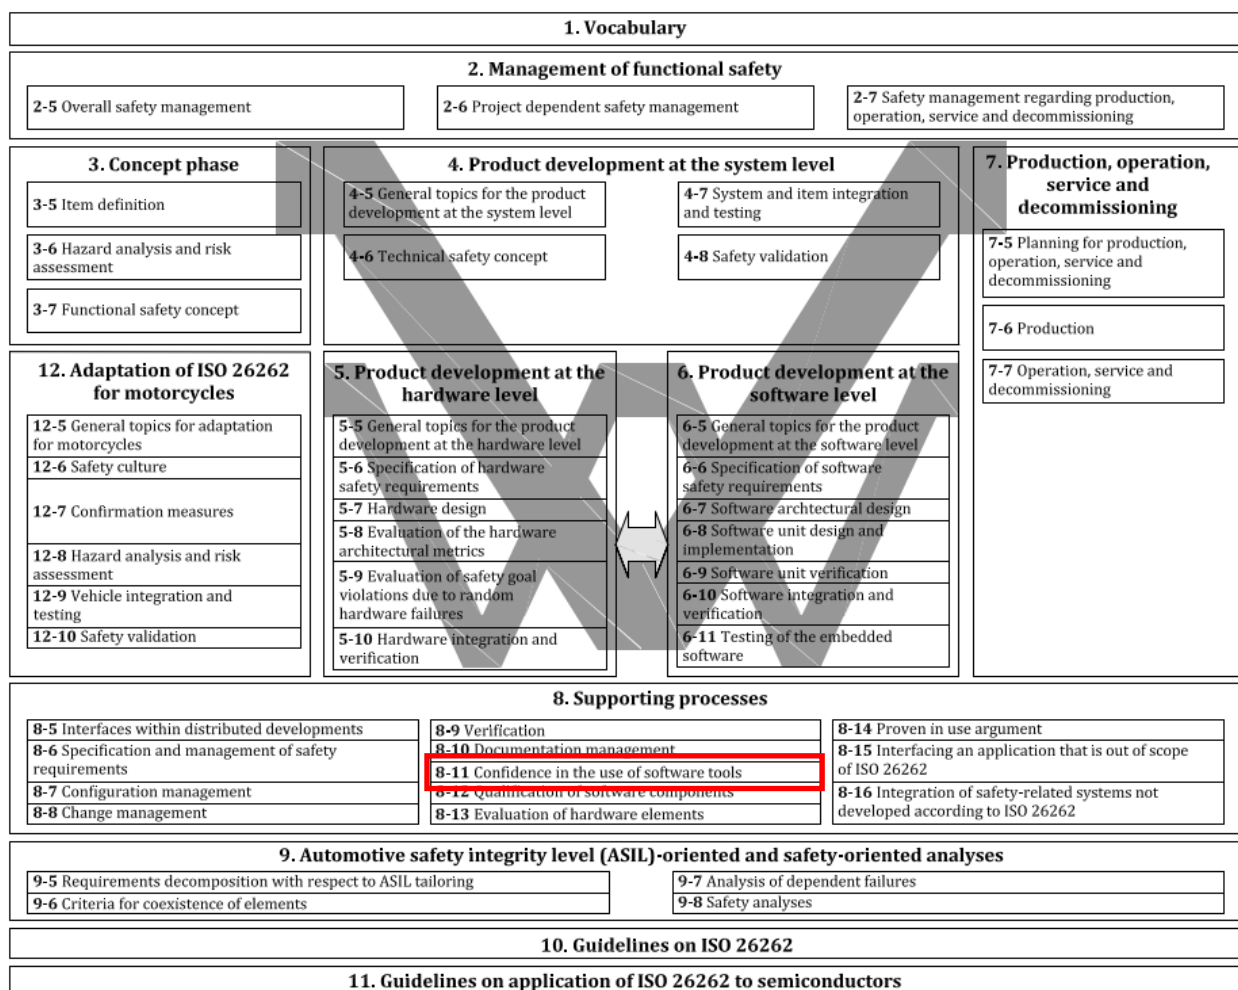 1. Vocabulary
2. Management of functional safety
2-5 Overall safety management
2-6 Project dependent safety management
2-7 Safety management regarding production,
operation, service and decommissioning
3. Concept phase
3-5 Item definition
3-6 Hazard analysis and risk
assessment
3-7 Functional safety concept
4. Product development at the system level
4-5 General topics for the product
development at the system level
4-6 Technical safety concept
4-7 System and item integration
and testing
4-8 Safety validation
7. Production, operation,
service and
decommissioning
7-5 Planning for production,
operation, service and
decommissioning
7-6 Production
7-7 Operation, service and
decommissioning
12. Adaptation of ISO 26262
for motorcycles
12-5 General topics for adaptation
for motorcycles
12-6 Safety culture
12-7 Confirmation measures
12-8 Hazard analysis and risk
assessment
12-9 Vehicle integration and
testing
12-10 Safety validation
5. Product development at the
hardware level
5-5 General topics for the product
development at the hardware level
5-6 Specification of hardware
safety requirements
5-7 Hardware design
5-8 Evaluation of the hardware
architectural metrics
5-9 Evaluation of safety goal
violations due to random
hardware failures
5-10 Hardware integration and
verification
6. Product development at the
software level
6-5 General topics for the product
development at the software level
6-6 Specification of software
safety requirements
6-7 Software archtectural design
6-8 Software unit design and
implementation
6-9 Software unit verification
6-10 Software integration and
verification
6-11 Testing of the embedded
software
8. Supporting processes
8-5 Interfaces within distributed developments
8-6 Specification and management of safety
requirements
8-7 Configuration management
8-8 Change management
8-9 Verification
8-10 Documentation management
8-11 Confidence in the use of software tools
8-12 Qualification of software components
8-13 Evaluation of hardware elements
8-14 Proven in use argument
8-15 Interfacing an application that is out of scope
of ISO 26262
8-16 Integration of safety-related systems not
developed according to ISO 26262
9. Automotive safety integrity level (ASIL)-oriented and safety-oriented analyses
9-5 Requirements decomposition with respect to ASIL tailoring
9-6 Criteria for coexistence of elements
9-7 Analysis of dependent failures
9-8 Safety analyses
10. Guidelines on ISO 26262
11. Guidelines on application of ISO 26262 to semiconductors